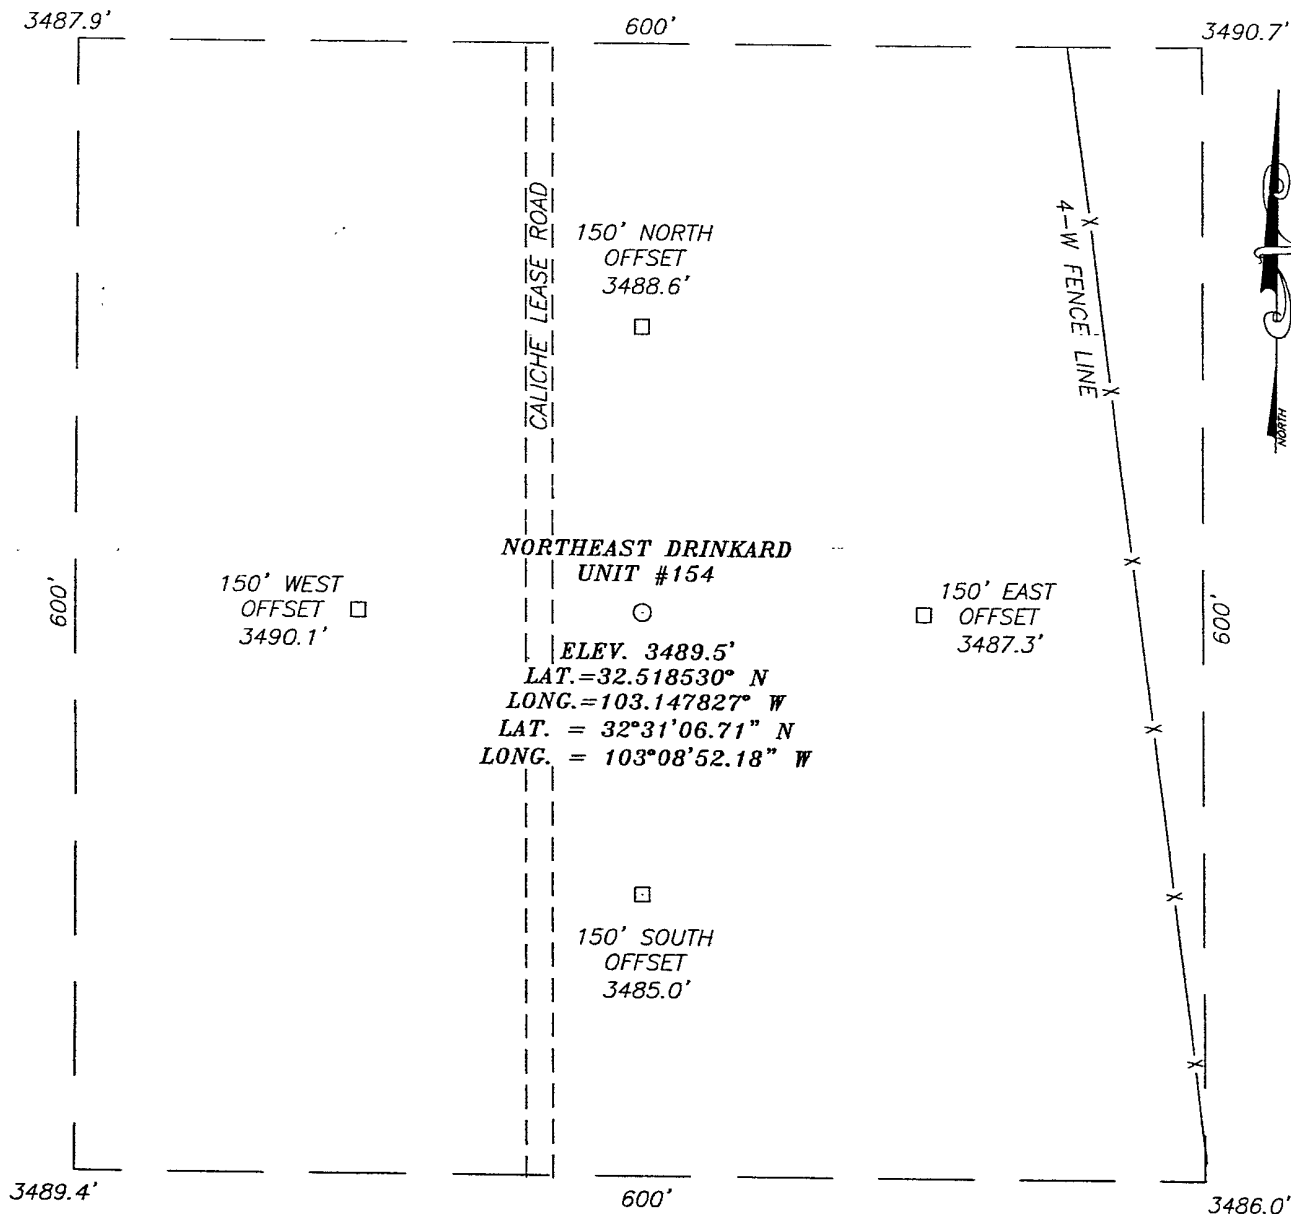 3487.9'
600'
3490.7'
CALICHE LEASE ROAD
150' NORTH
OFFSET
3488.6'
4-W FENCE LINE
NORTH
600'
150' WEST
OFFSET
3490.1'
NORTHEAST DRINKARD
UNIT #154
ELEV. 3489.5'
LAT.=32.518530° N
LONG.=103.147827° W
LAT. = 32°31'06.71" N
LONG. = 103°08'52.18" W
150' EAST
OFFSET
3487.3'
600'
150' SOUTH
OFFSET
3485.0'
3489.4'
600'
3486.0'